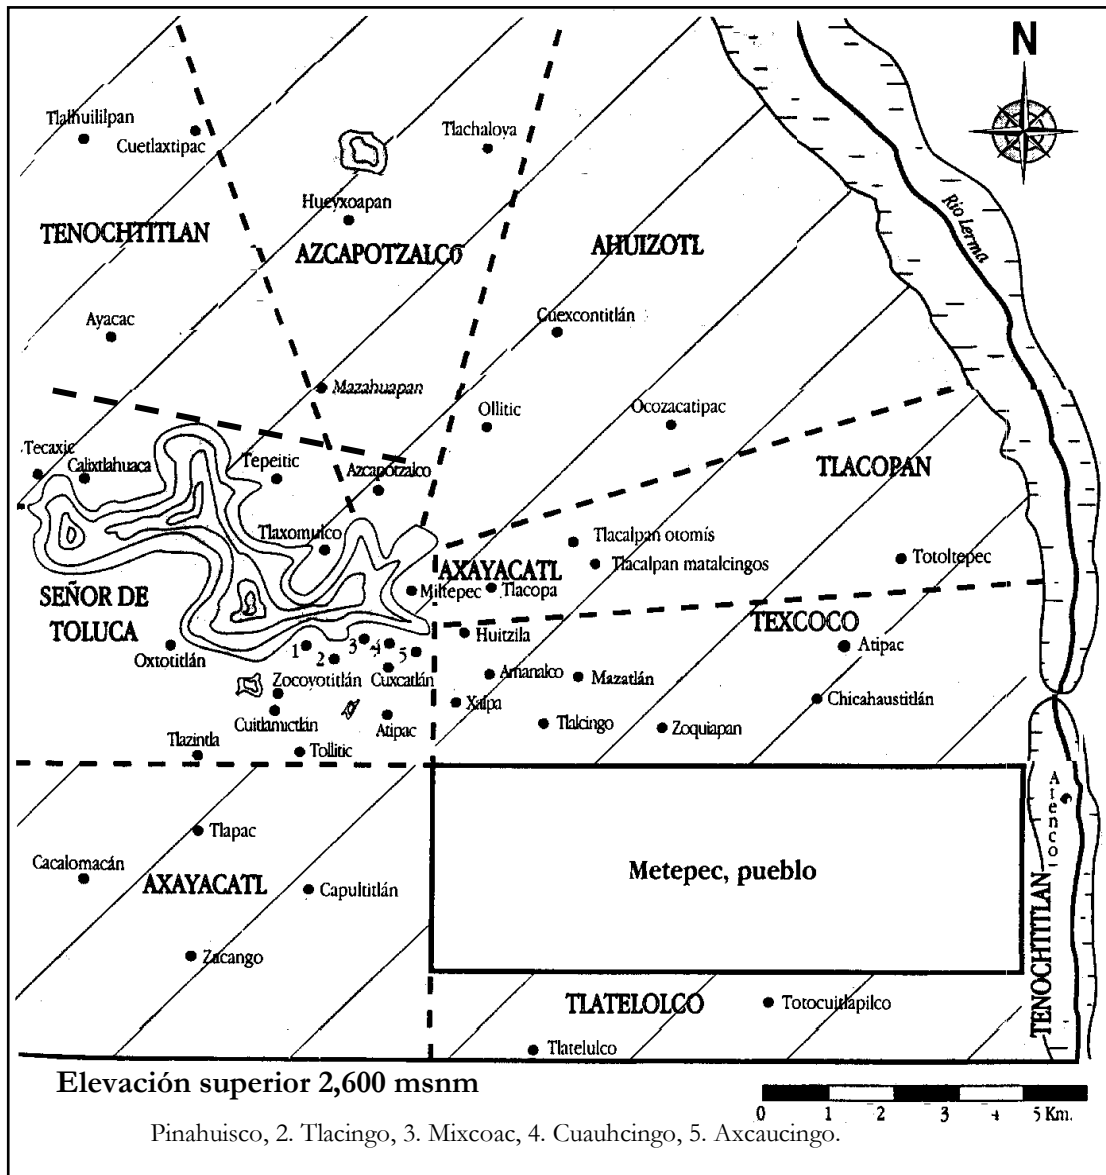 N
Tlalhuililpan
Cuetlaxtipac
Tlachaloya
Hueyxoapan
Rio Lerma
TENOCHTITLAN
AZCAPOTZALCO
AHUIZOTL
Ayacac
Cuexcontitlán
Mazahuapan
Ollitic
Ocozacatipac
Tecaxic
Calixtlahuaca
Tepeitic
Azcapotzalco
TLACOPAN
Tlaxomulco
Tlacalpan otomís
AXAYACATL
Tlacalpan matalcingos
Totoltepec
SEÑOR DE
TOLUCA
Miltepec
Tlacopa
TEXCOCO
Oxtotitlán
1
2
3
4
5
Huitzila
Atipac
Zocoyotitlán
Cuxcatlán
Amanalco
Mazatlán
Cuitlamictlán
Atipac
Xalpa
Chicahaustitlán
Tlalcingo
Zoquiapan
Tlazintla
Tollitic
Atenco
Tlapac
Cacalomacán
AXAYACATL
Capultitlán
Metepec, pueblo
Zacango
TENOCHTITLAN
TLATELOLCO
Totocuitlapilco
Tlatelulco
Elevación superior 2,600 msnm
0 1 2 3 4 5 Km.
Pinahuisco, 2. Tlacingo, 3. Mixcoac, 4. Cuauhcingo, 5. Axcaucingo.